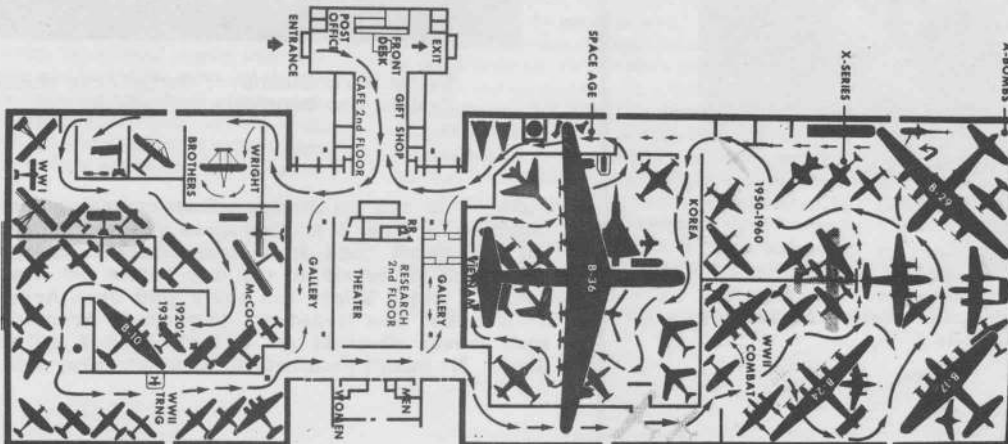 ENTRANCE
POST
OFFICE
FRONT
DESK
EXIT
CAFE 2nd FLOOR
GIFT SHOP
SPACE AGE
X-SERIES
WWI
BROTHERS
WRIGHT
McCOO
1920'
B-10
WWII
TRNG
GALLERY
THEATER
RR
RESEARCH
2nd FLOOR
GALLERY
WOMEN
MEN
B-36
KOREA
1950-1960
B-29
WWII
COMBAT
B-24
B-17